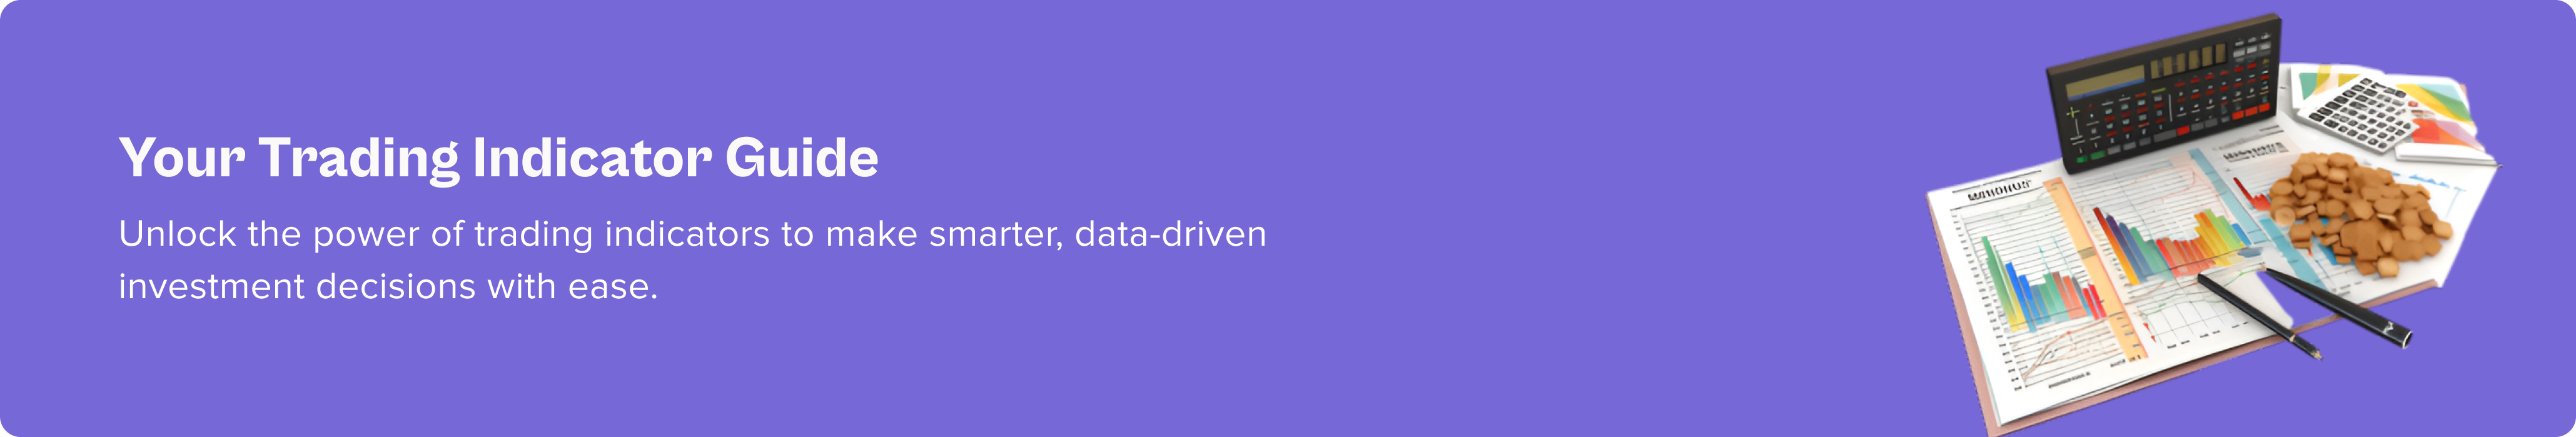 Your Trading Indicator Guide
Unlock the power of trading indicators to make smarter, data-driven
investment decisions with ease.